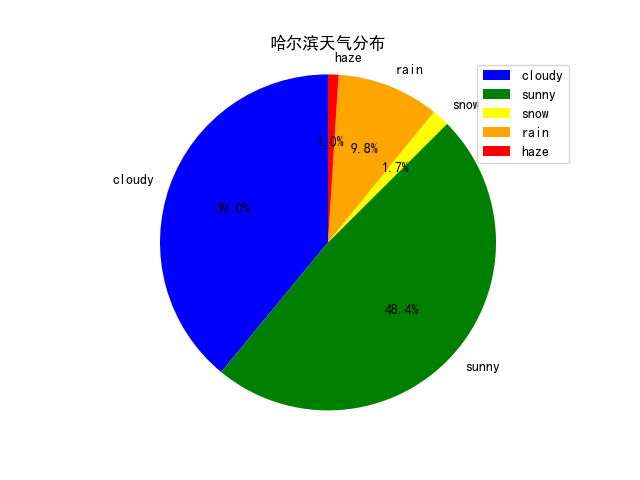 哈尔滨天气分布
haze
rain
snow
cloudy
sunny
1.0%
9.8%
1.7%
39.0%
48.4%
cloudy
sunny
snow
rain
haze